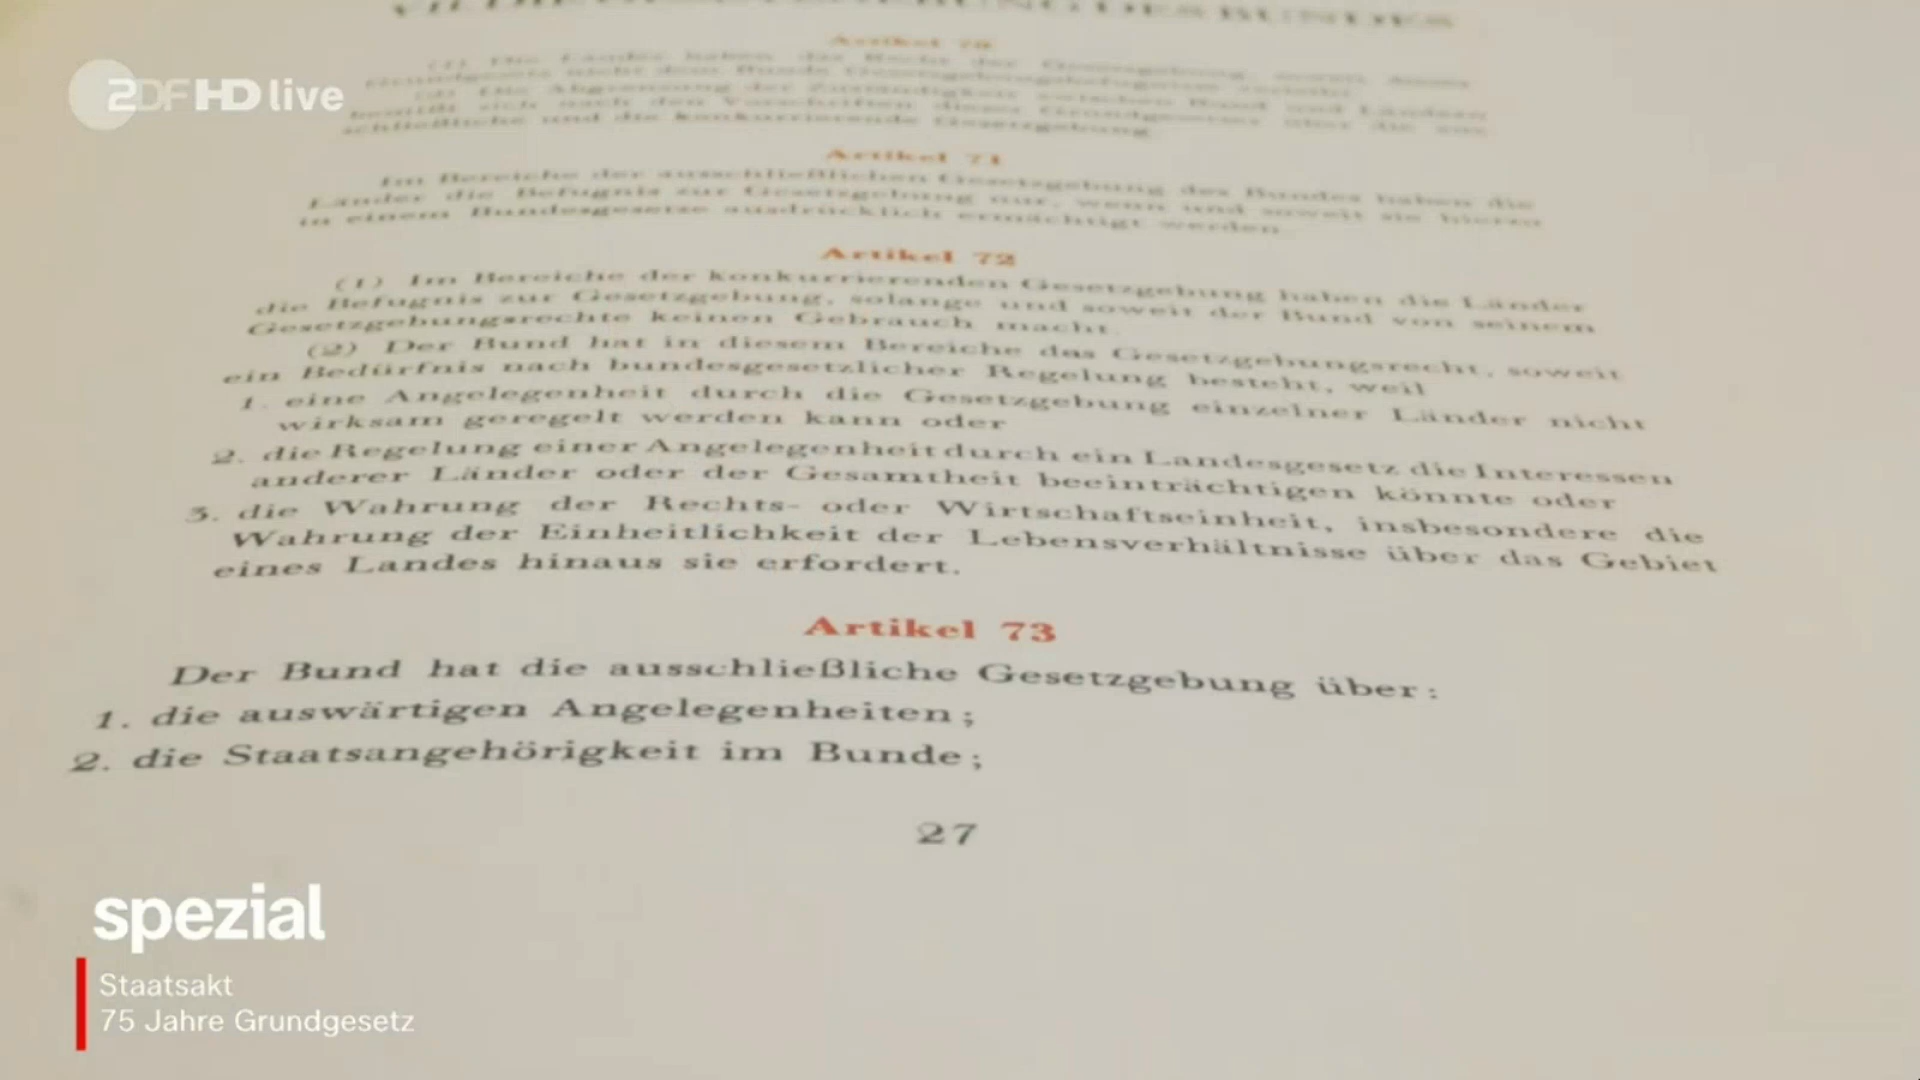 ZDF HD live
Artikel 70
Artikel 71
Im Bereiche der ausschließlichen Gesetzgebung des Bundes haben die
Länder die Befugnis zur Gesetzgebung nur, wenn und soweit sie hierzu
in einem Bundesgesetze ausdrücklich ermächtigt werden.
Artikel 72
(1) Im Bereiche der konkurrierenden Gesetzgebung haben die Länder
die Befugnis zur Gesetzgebung, solange und soweit der Bund von seinem
Gesetzgebungsrechte keinen Gebrauch macht.
(2) Der Bund hat in diesem Bereiche das Gesetzgebungsrecht, soweit
ein Bedürfnis nach bundesgesetzlicher Regelung besteht, weil
1. eine Angelegenheit durch die Gesetzgebung einzelner Länder nicht
wirksam geregelt werden kann oder
2. die Regelung einer Angelegenheit durch ein Landesgesetz die Interessen
anderer Länder oder der Gesamtheit beeinträchtigen könnte oder
3. die Wahrung der Rechts- oder Wirtschaftseinheit, insbesondere die
Wahrung der Einheitlichkeit der Lebensverhältnisse über das Gebiet
eines Landes hinaus sie erfordert.
Artikel 73
Der Bund hat die ausschließliche Gesetzgebung über:
1. die auswärtigen Angelegenheiten;
2. die Staatsangehörigkeit im Bunde;
27
spezial
Staatsakt
75 Jahre Grundgesetz